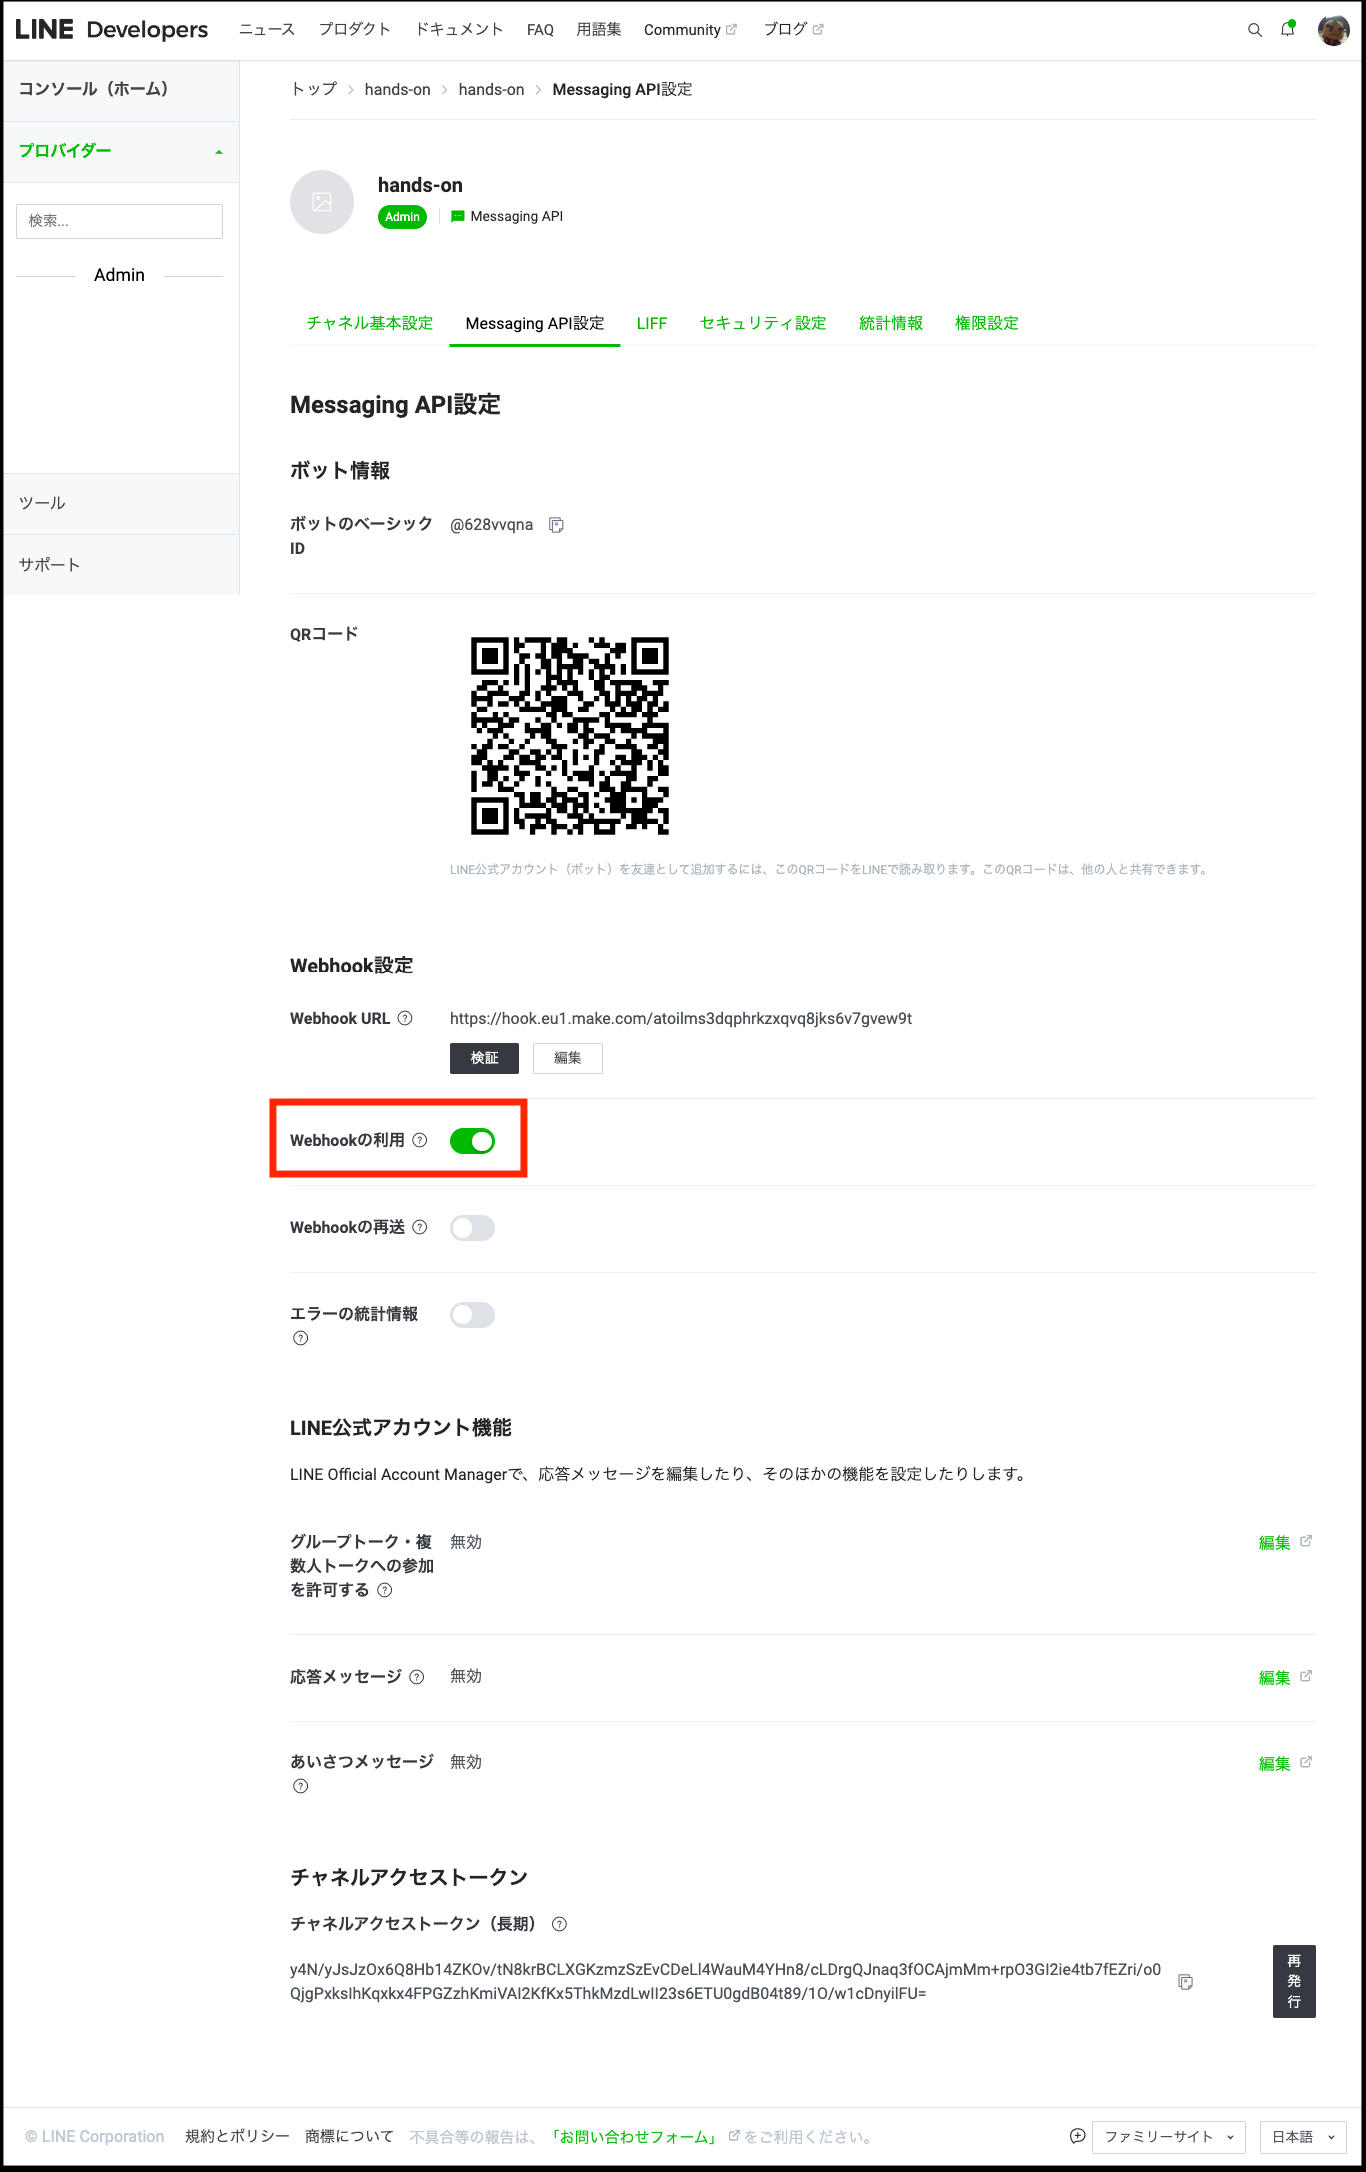 LINE Developers ニュース プロダクト ドキュメント FAQ 用語集 Community ブログ
コンソール（ホーム）
プロバイダー
検索...
Admin
ツール
サポート
トップ > hands-on > hands-on > Messaging API設定
hands-on
Admin Messaging API
チャネル基本設定 Messaging API設定 LIFF セキュリティ設定 統計情報 権限設定
Messaging API設定
ボット情報
ボットのベーシック
ID
@628vvqna
QRコード
LINE公式アカウント（ボット）を友達として追加するには、このQRコードをLINEで読み取ります。このQRコードは、他の人と共有できます。
Webhook設定
Webhook URL ? https://hook.eu1.make.com/atoilms3dqphrkzxqvq8jks6v7gvew9t
検証 編集
Webhookの利用 ?
Webhookの再送 ?
エラーの統計情報
?
LINE公式アカウント機能
LINE Official Account Managerで、応答メッセージを編集したり、そのほかの機能を設定したりします。
グループトーク・複
数人トークへの参加
を許可する ?
無効 編集
応答メッセージ ? 無効 編集
あいさつメッセージ
?
無効 編集
チャネルアクセストークン
チャネルアクセストークン（長期） ?
y4N/yJsJzOx6Q8Hb14ZKOv/tN8krBCLXGKzmzSzEvCDeLl4WauM4YHn8/cLDrgQJnaq3fOCAjmMm+rpO3GI2ie4tb7fEZri/o0
QjgPxksIhKqxkx4FPGZzhKmiVAI2KfKx5ThkMzdLwII23s6ETU0gdB04t89/1O/w1cDnyilFU=
再
発
行
© LINE Corporation 規約とポリシー 商標について 不具合等の報告は、「お問い合わせフォーム」をご利用ください。 ファミリーサイト 日本語